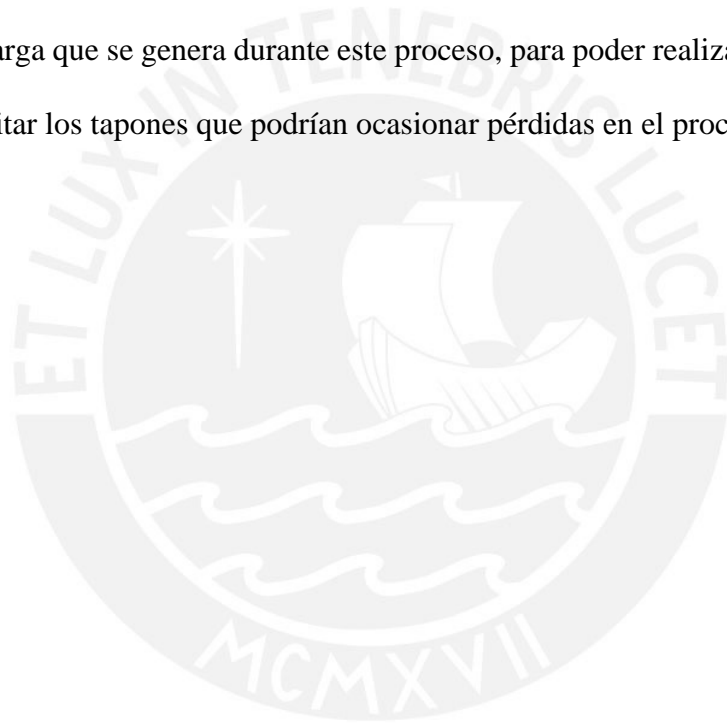 arga que se genera durante este proceso, para poder realiza
itar los tapones que podrían ocasionar pérdidas en el proc
ET LUX IN TENEBRIS LUCET
MCMXVII